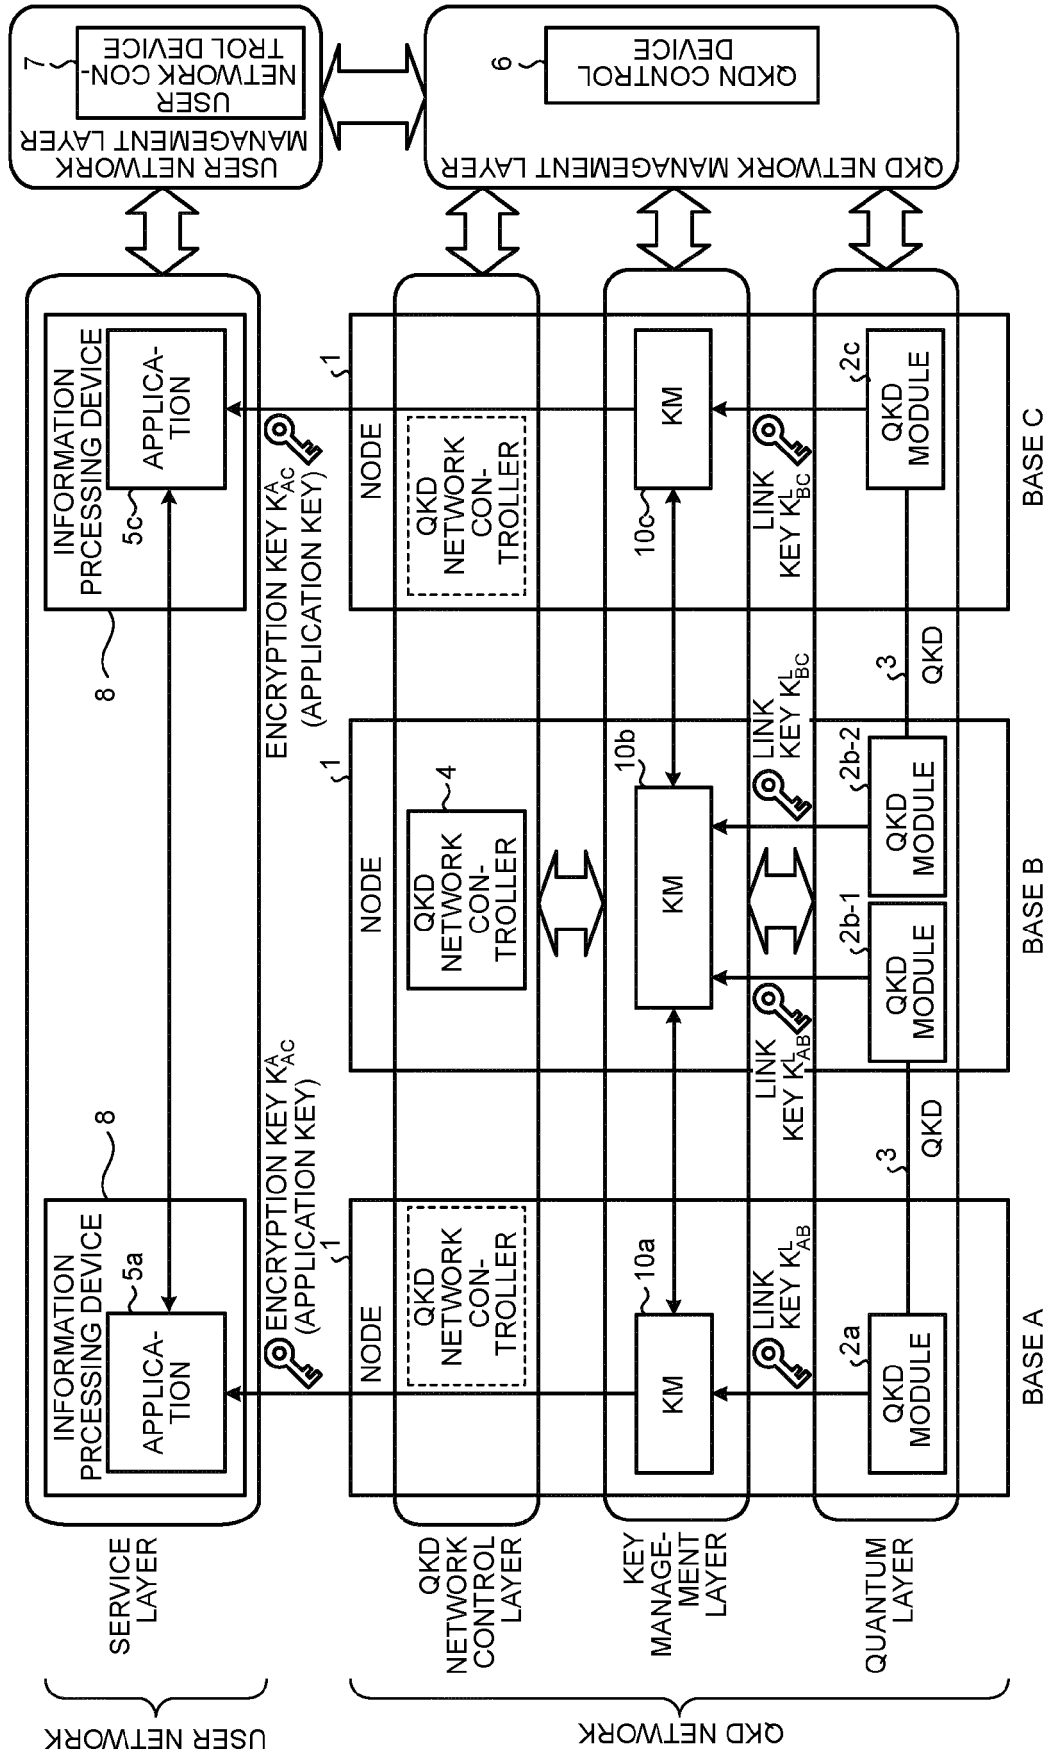 USER NETWORK
SERVICE
LAYER
INFORMATION
PRCESSING DEVICE
8
5a
APPLICA-
TION
INFORMATION
PRCESSING DEVICE
8
5c
APPLICA-
TION
USER NETWORK
MANAGEMENT LAYER
7
USER
NETWORK CON-
TROL DEVICE
ENCRYPTION KEY K^A_AC
(APPLICATION KEY)
ENCRYPTION KEY K^A_AC
(APPLICATION KEY)
QKD NETWORK
NODE
1
NODE
1
NODE
1
QKD
NETWORK
CONTROL
LAYER
QKD
NETWORK
CON-
TROLLER
QKD
NETWORK
CON-
TROLLER
4
QKD
NETWORK
CON-
TROLLER
QKD NETWORK MANAGEMENT LAYER
6
QKDN CONTROL
DEVICE
KEY
MANAGE-
MENT
LAYER
KM
10a
KM
10b
KM
10c
LINK
KEY K^L_AB
LINK
KEY K^L_AB
LINK
KEY K^L_BC
LINK
KEY K^L_BC
QUANTUM
LAYER
2a
QKD
MODULE
3
QKD
2b-1
QKD
MODULE
2b-2
QKD
MODULE
3
QKD
2c
QKD
MODULE
BASE A
BASE B
BASE C